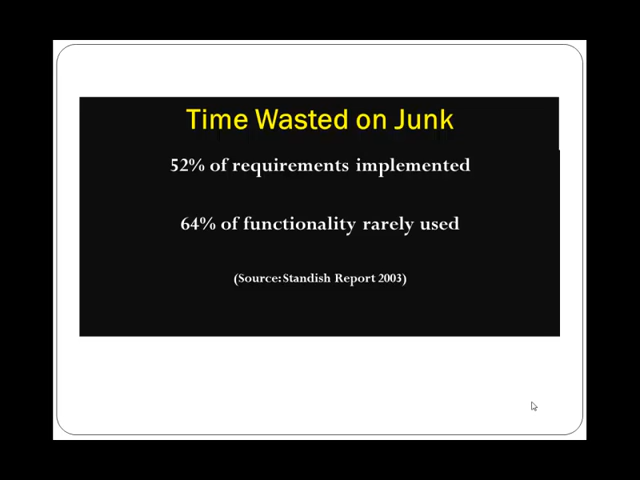 Time Wasted on Junk
52% of requirements implemented
64% of functionality rarely used
(Source:Standish Report 2003)